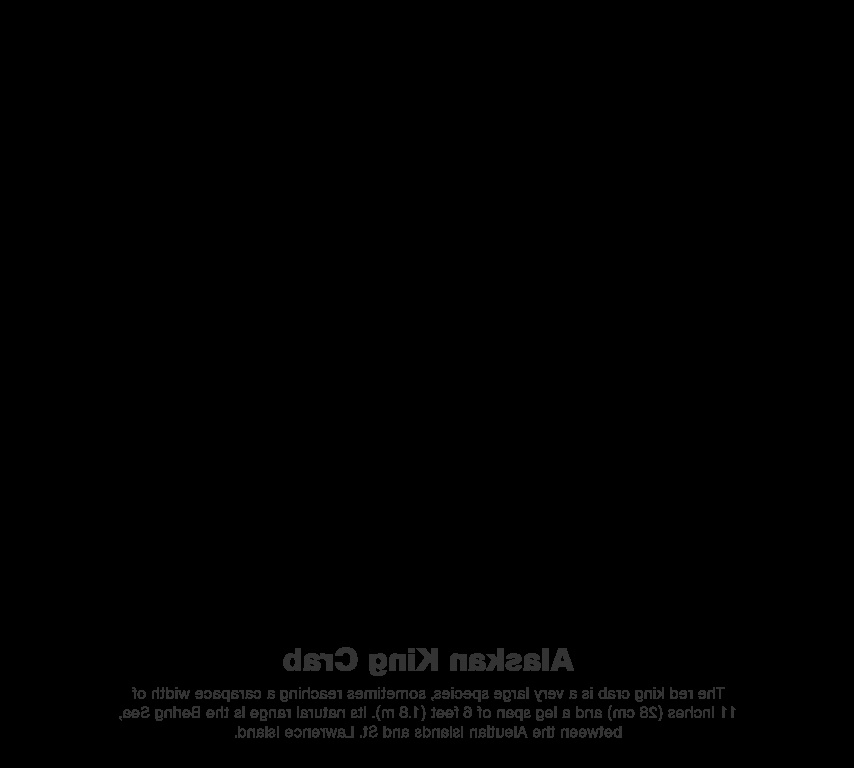 Alaskan King Crab
The red king crab is a very large species, sometimes reaching a carapace width of
11 inches (28 cm) and a leg span of 6 feet (1.8 m). Its natural range is the Bering Sea,
between the Aleutian Islands and St. Lawrence Island.